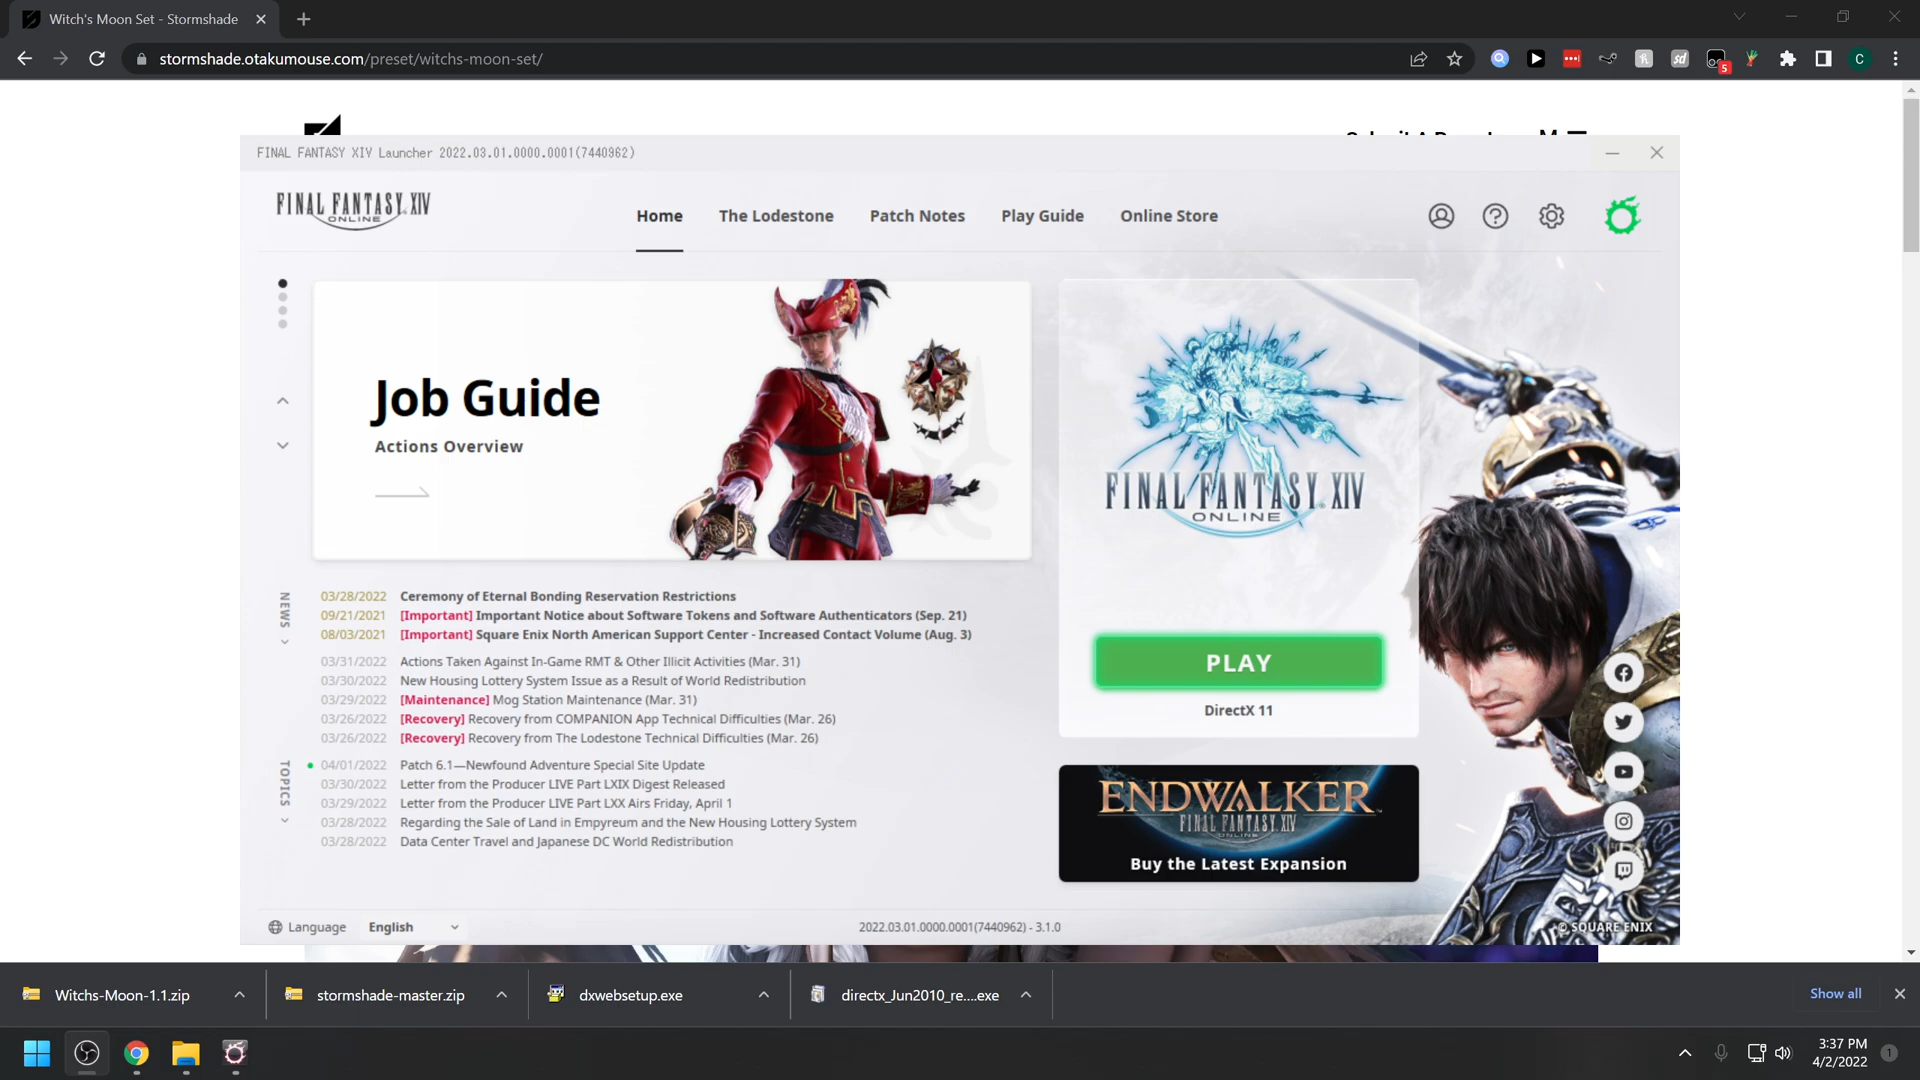 Witch's Moon Set - Stormshade
stormshade.otakumouse.com/preset/witchs-moon-set/
sd
5
C
FINAL FANTASY XIV Launcher 2022.03.01.0000.0001(7440962)
FINAL FANTASY XIV
ONLINE
Home
The Lodestone
Patch Notes
Play Guide
Online Store
Job Guide
Actions Overview
FINAL FANTASY XIV
ONLINE
PLAY
DirectX 11
NEWS
03/28/2022 Ceremony of Eternal Bonding Reservation Restrictions
09/21/2021 [Important] Important Notice about Software Tokens and Software Authenticators (Sep. 21)
08/03/2021 [Important] Square Enix North American Support Center - Increased Contact Volume (Aug. 3)
03/31/2022 Actions Taken Against In-Game RMT & Other Illicit Activities (Mar. 31)
03/30/2022 New Housing Lottery System Issue as a Result of World Redistribution
03/29/2022 [Maintenance] Mog Station Maintenance (Mar. 31)
03/26/2022 [Recovery] Recovery from COMPANION App Technical Difficulties (Mar. 26)
03/26/2022 [Recovery] Recovery from The Lodestone Technical Difficulties (Mar. 26)
TOPICS
04/01/2022 Patch 6.1—Newfound Adventure Special Site Update
03/30/2022 Letter from the Producer LIVE Part LXIX Digest Released
03/29/2022 Letter from the Producer LIVE Part LXX Airs Friday, April 1
03/28/2022 Regarding the Sale of Land in Empyreum and the New Housing Lottery System
03/28/2022 Data Center Travel and Japanese DC World Redistribution
ENDWALKER™
FINAL FANTASY XIV
ONLINE
Buy the Latest Expansion
Language English
2022.03.01.0000.0001(7440962) - 3.1.0
© SQUARE ENIX
Witchs-Moon-1.1.zip
stormshade-master.zip
dxwebsetup.exe
directx_Jun2010_re....exe
Show all
3:37 PM
4/2/2022
1